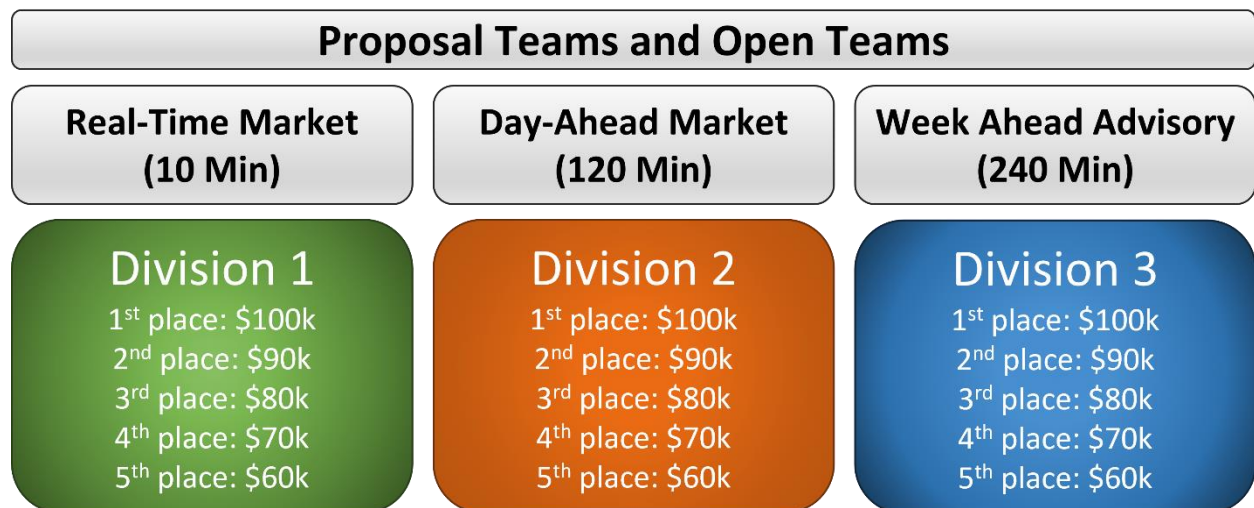 Proposal Teams and Open Teams
Real-Time Market
(10 Min)
Day-Ahead Market
(120 Min)
Week Ahead Advisory
(240 Min)
Division 1
1st place: $100k
2nd place: $90k
3rd place: $80k
4th place: $70k
5th place: $60k
Division 2
1st place: $100k
2nd place: $90k
3rd place: $80k
4th place: $70k
5th place: $60k
Division 3
1st place: $100k
2nd place: $90k
3rd place: $80k
4th place: $70k
5th place: $60k